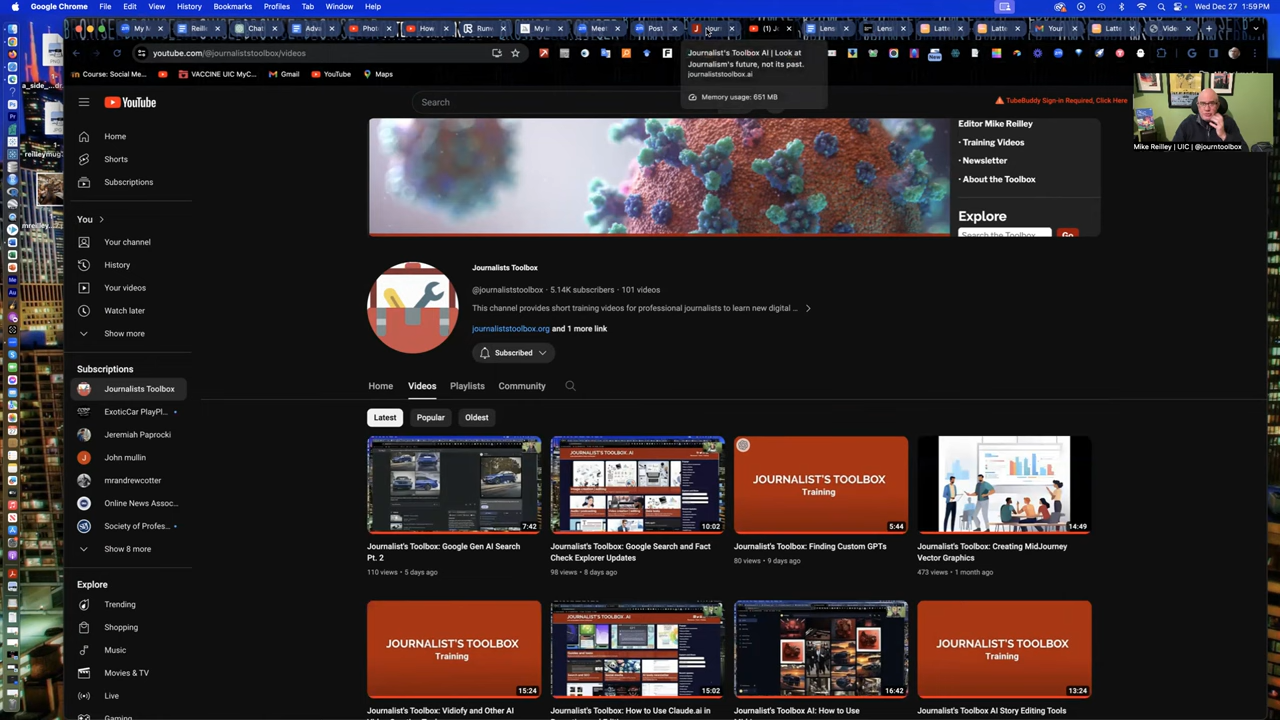 Chrome File Edit View History Bookmarks Profiles Tab Window Help
Wed Dec 27 1:59 PM
youtube.com/@journaliststoolbox/videos
Journalist's Toolbox AI | Look at
Journalism's future, not its past.
journaliststoolbox.ai
Memory usage: 651 MB
Course: Social Me...
VACCINE UIC MyC...
Gmail
YouTube
Maps
YouTube
Search
TubeBuddy Sign-in Required, Click Here
Mike Reilley | UIC | @journtoolbox
Home
Shorts
Subscriptions
You
Your channel
History
Your videos
Watch later
Show more
Subscriptions
Journalists Toolbox
ExoticCar PlayPl...
Jeremiah Paprocki
John mullin
mrandrewcotter
Online News Assoc...
Society of Profes...
Show 8 more
Explore
Trending
Shopping
Music
Movies & TV
Live
Gaming
Editor Mike Reilley
· Training Videos
· Newsletter
· About the Toolbox
Explore
Search the Toolbox
Go
Journalists Toolbox
@journaliststoolbox · 5.14K subscribers · 101 videos
This channel provides short training videos for professional journalists to learn new digital ...
journaliststoolbox.org and 1 more link
Subscribed
Home Videos Playlists Community
Latest Popular Oldest
7:42
JOURNALIST'S TOOLBOX.AI
10:02
JOURNALIST'S TOOLBOX
Training
5:44
14:49
Journalist's Toolbox: Google Gen AI Search
Pt. 2
110 views · 5 days ago
Journalist's Toolbox: Google Search and Fact
Check Explorer Updates
98 views · 8 days ago
Journalist's Toolbox: Finding Custom GPTs
80 views · 9 days ago
Journalist's Toolbox: Creating MidJourney
Vector Graphics
473 views · 1 month ago
JOURNALIST'S TOOLBOX
Training
15:24
JOURNALIST'S TOOLBOX.AI
15:02
16:42
JOURNALIST'S TOOLBOX
Training
13:24
Journalist's Toolbox: Vidiofy and Other AI
Journalist's Toolbox: How to Use Claude.ai in
Journalist's Toolbox AI: How to Use
Journalist's Toolbox AI Story Editing Tools